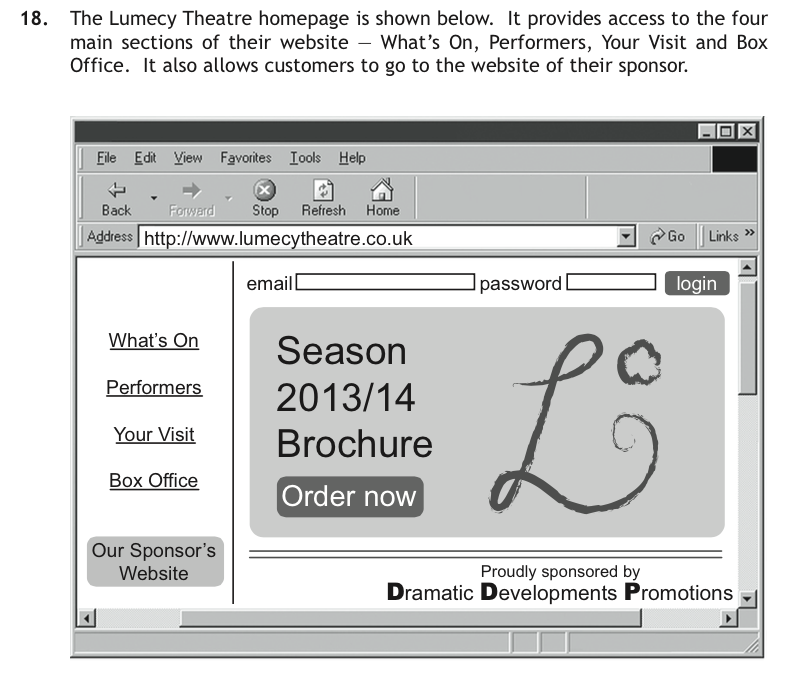 18. The Lumecy Theatre homepage is shown below. It provides access to the four
main sections of their website — What's On, Performers, Your Visit and Box
Office. It also allows customers to go to the website of their sponsor.
File Edit View Favorites Tools Help
Back Forward Stop Refresh Home
Address http://www.lumecytheatre.co.uk Go Links »
email password login
What's On
Performers
Your Visit
Box Office
Our Sponsor's
Website
Season
2013/14
Brochure
Order now
Proudly sponsored by
Dramatic Developments Promotions